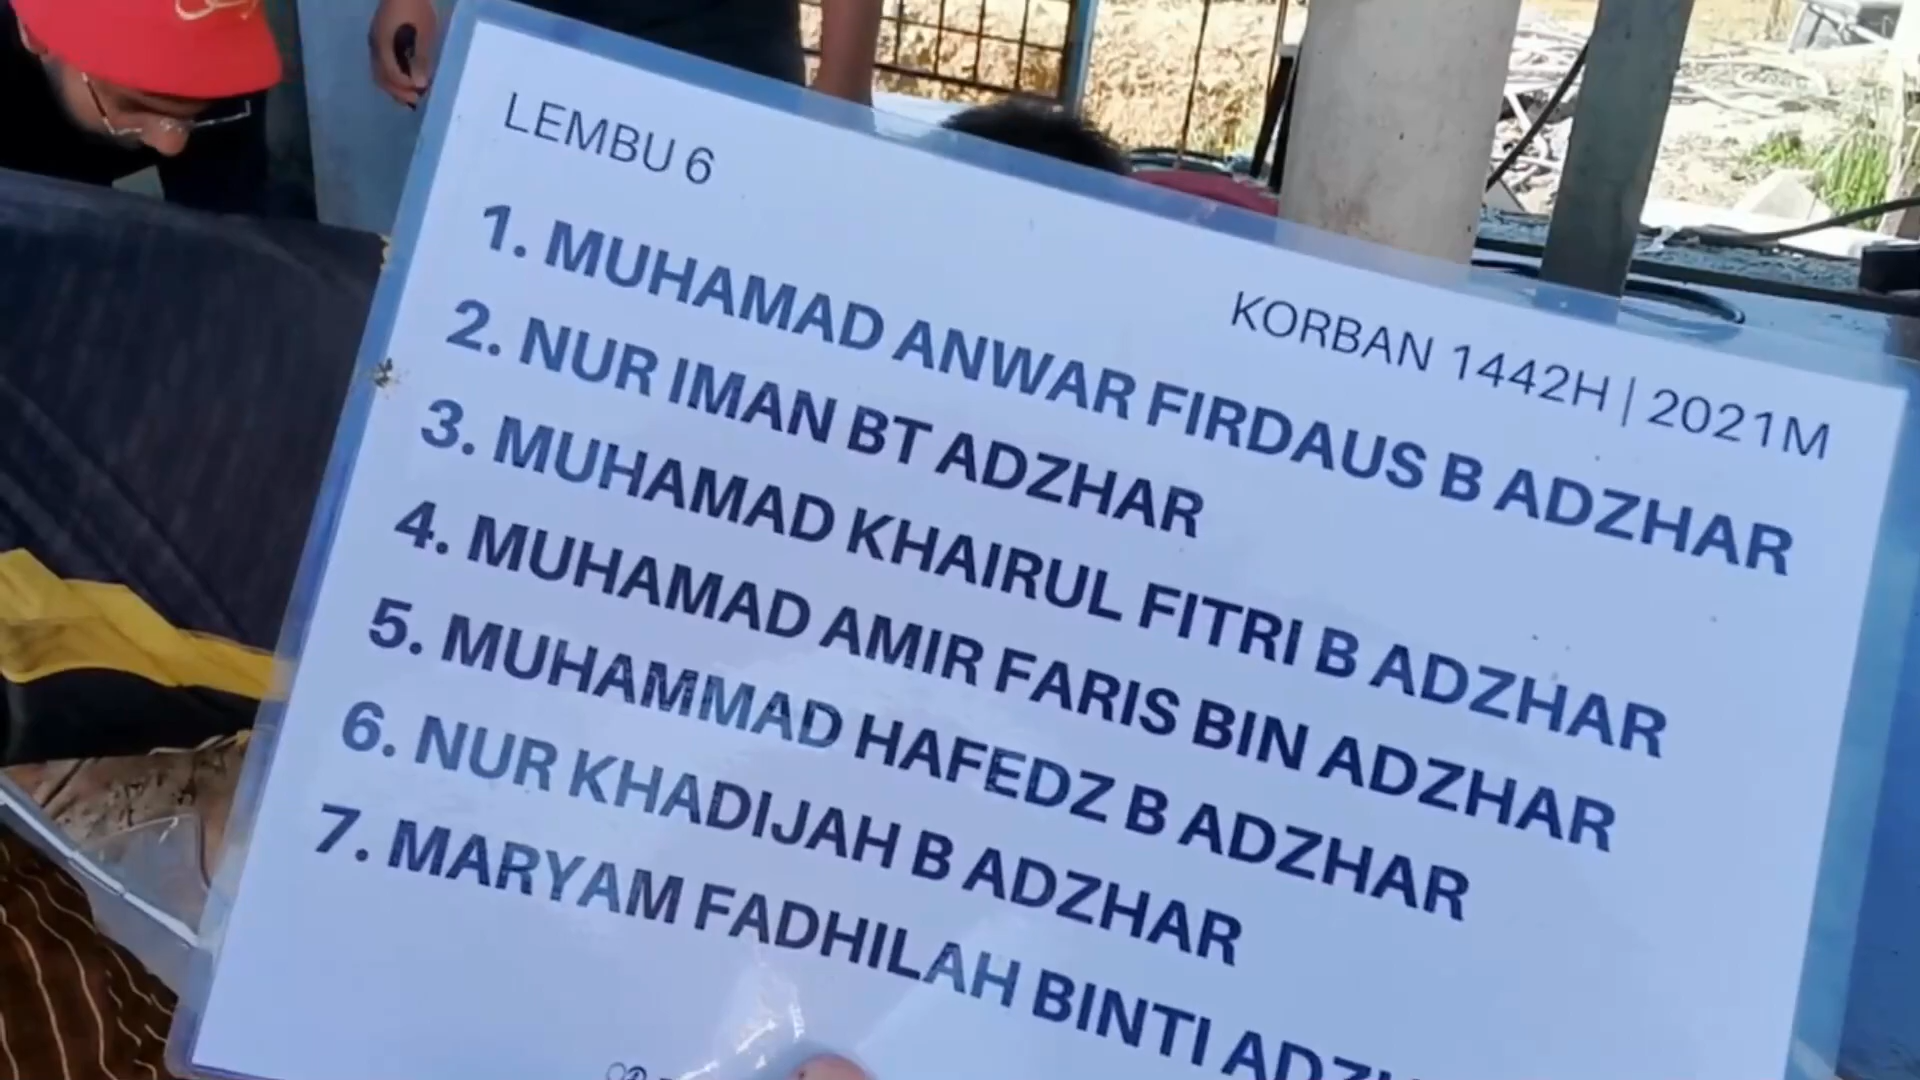 LEMBU 6
KORBAN 1442H | 2021M
1. MUHAMAD ANWAR FIRDAUS B ADZHAR
2. NUR IMAN BT ADZHAR
3. MUHAMAD KHAIRUL FITRI B ADZHAR
4. MUHAMAD AMIR FARIS BIN ADZHAR
5. MUHAMMAD HAFEDZ B ADZHAR
6. NUR KHADIJAH B ADZHAR
7. MARYAM FADHILAH BINTI